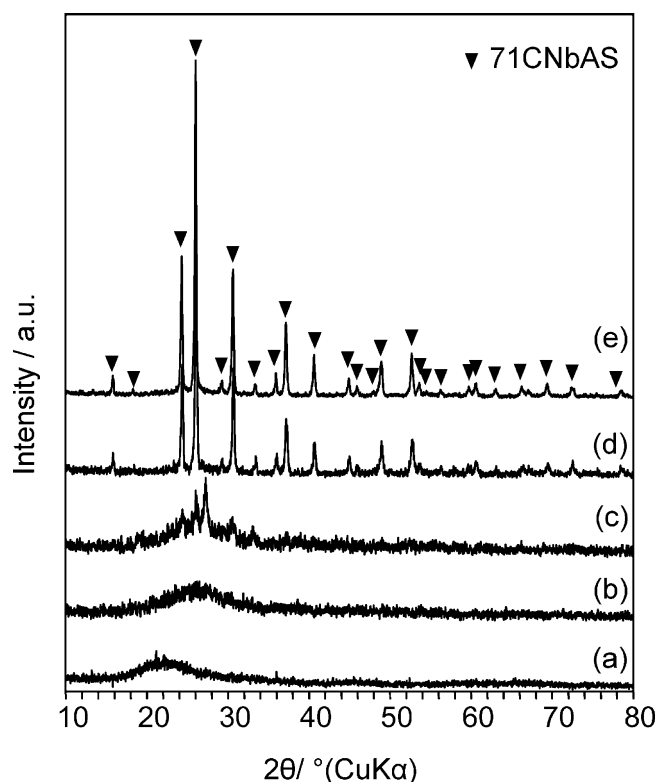 ▼ 71CNbAS
(e)
(d)
(c)
(b)
(a)
Intensity / a.u.
10 20 30 40 50 60 70 80
2θ/ °(CuKα)